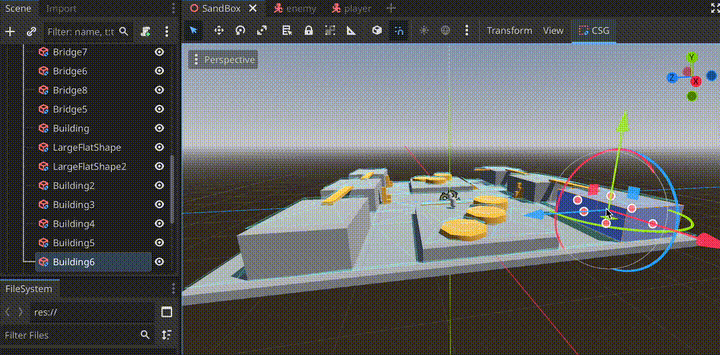 Scene
Import
SandBox
enemy
player
Filter: name, t:t
Transform
View
CSG
Bridge7
Bridge6
Bridge8
Bridge5
Building
LargeFlatShape
LargeFlatShape2
Building2
Building3
Building4
Building5
Building6
FileSystem
res://
Filter Files
Perspective
Y
Z
X